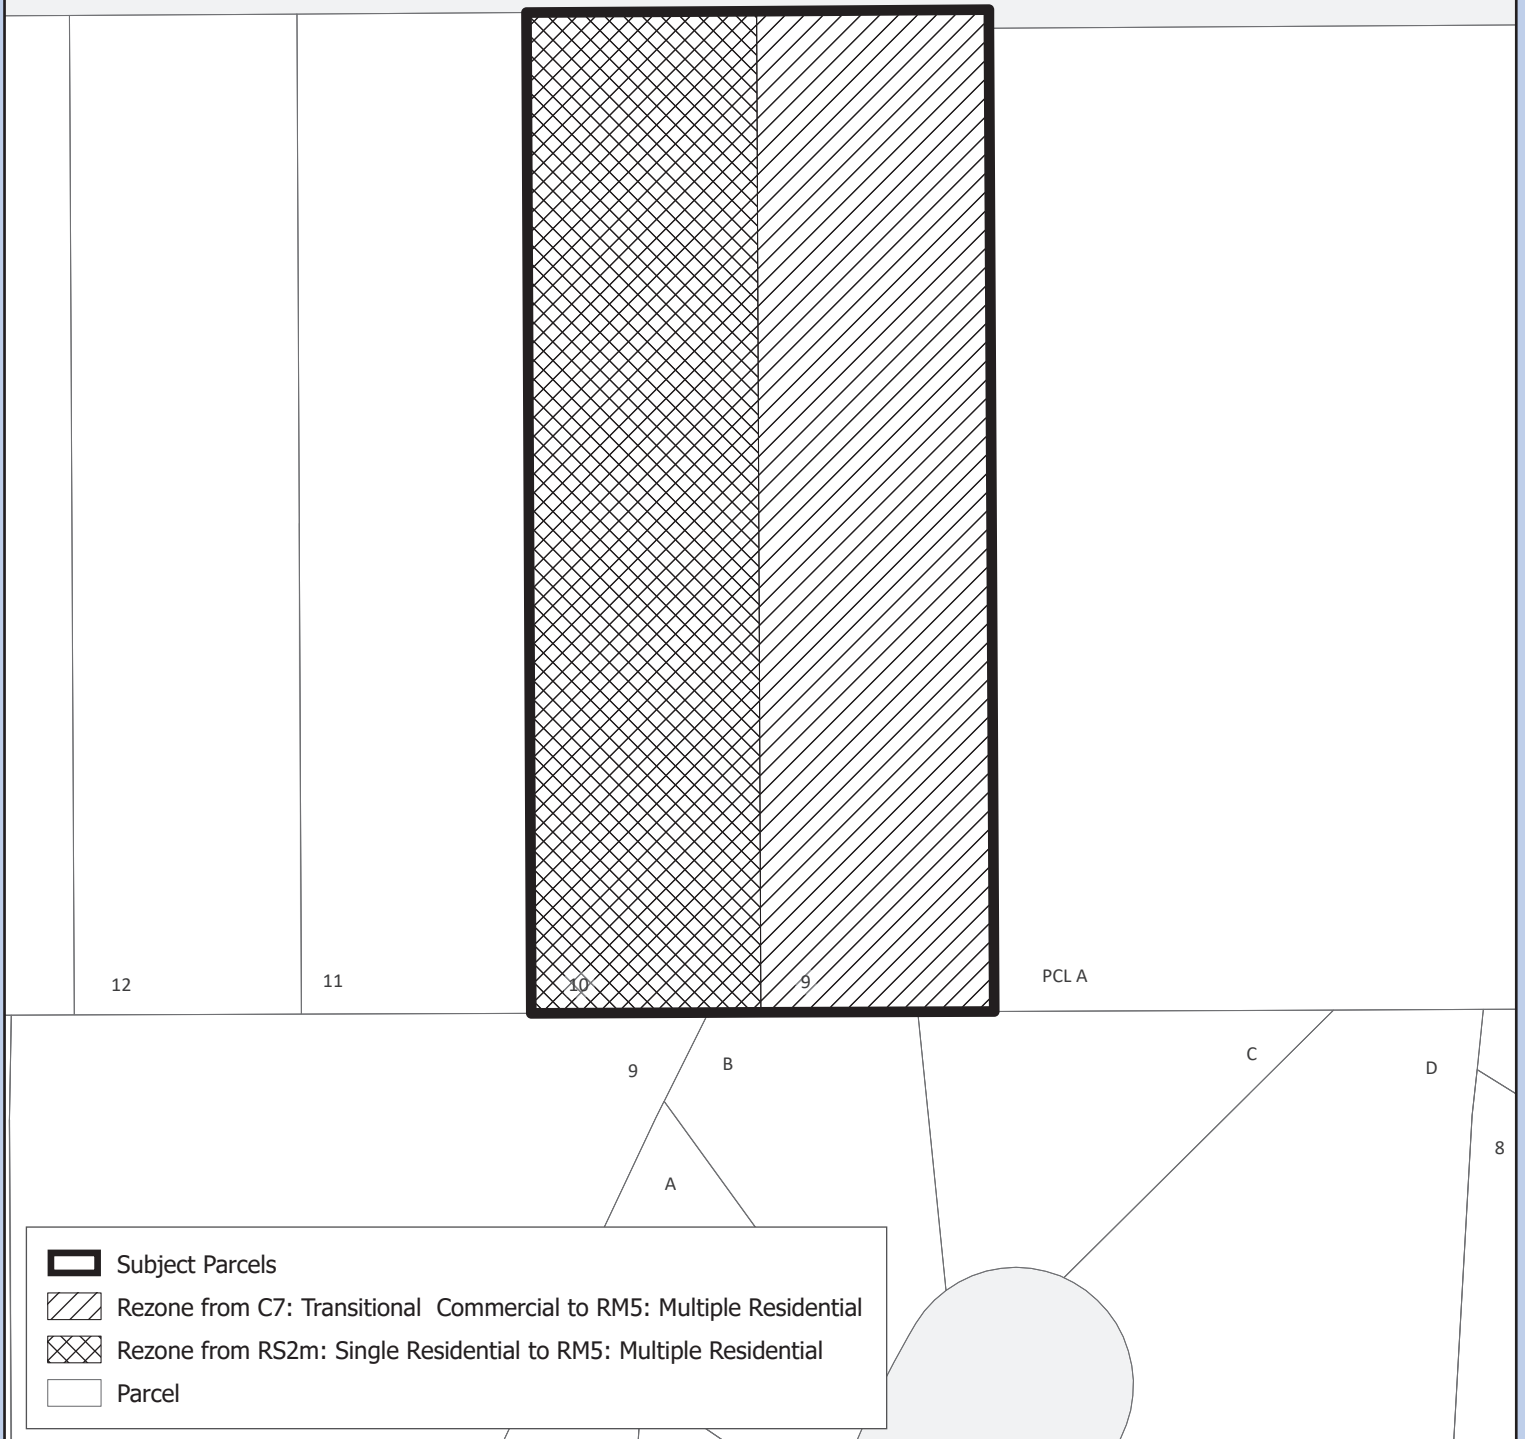 12
11
10
9
PCL A
9
B
C
D
8
A
Subject Parcels
Rezone from C7: Transitional  Commercial to RM5: Multiple Residential
Rezone from RS2m: Single Residential to RM5: Multiple Residential
Parcel